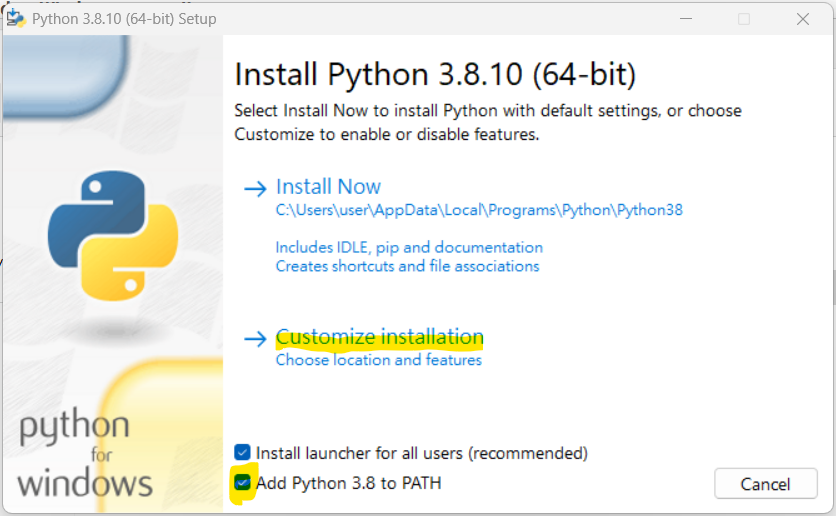 Python 3.8.10 (64-bit) Setup
Install Python 3.8.10 (64-bit)
Select Install Now to install Python with default settings, or choose
Customize to enable or disable features.
Install Now
C:\Users\user\AppData\Local\Programs\Python\Python38
Includes IDLE, pip and documentation
Creates shortcuts and file associations
Customize installation
Choose location and features
python
for
windows
Install launcher for all users (recommended)
Add Python 3.8 to PATH
Cancel